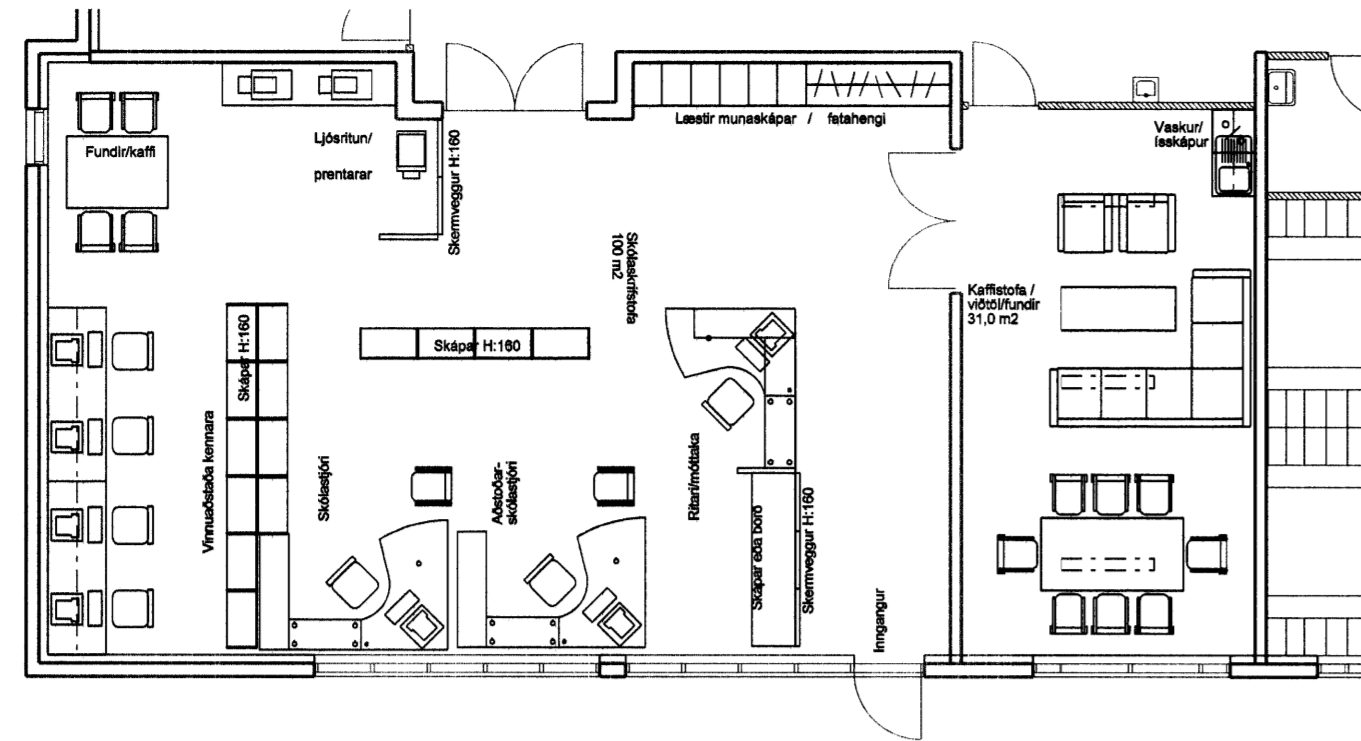 Fundir/kaffi
Ljósritun/
prentarar
Skermveggur H:160
Læstir munaskápar / fatahengi
Vaskur/
ísskápur
Skólaskrifstofa
100 m2
Kaffistofa /
viðtöl/fundir
31,0 m2
Skápar H:160
Skápar H:160
Vinnuaðstaða kennara
Skólastjóri
Aðstoðar-
skólastjóri
Ritari/móttaka
Skápar eða borð
Skermveggur H:160
Inngangur